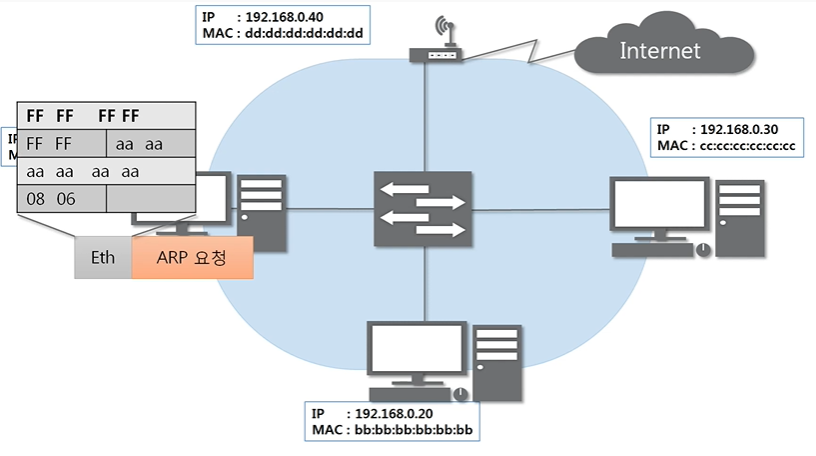 IP : 192.168.0.40
MAC : dd:dd:dd:dd:dd:dd
Internet
FF FF FF FF
FF FF aa aa
aa aa aa aa
08 06
Eth ARP 요청
IP : 192.168.0.30
MAC : cc:cc:cc:cc:cc:cc
IP : 192.168.0.20
MAC : bb:bb:bb:bb:bb:bb